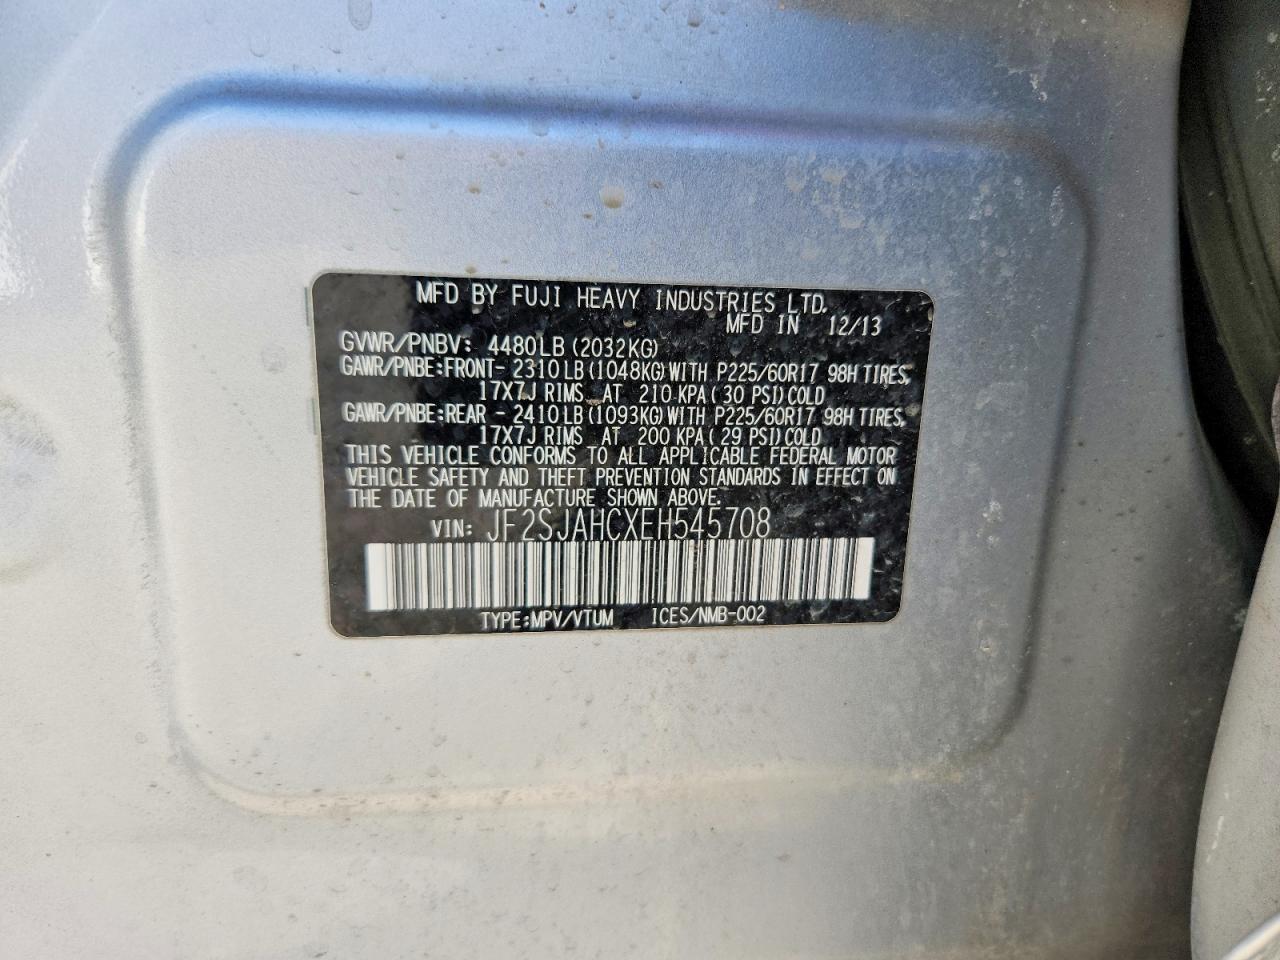 MFD BY FUJI HEAVY INDUSTRIES LTD.
MFD IN 12/13
GVWR/PNBV: 4480LB (2032KG)
GAWR/PNBE:FRONT- 2310LB (1048KG) WITH P225/60R17 98H TIRES,
17X7J RIMS AT 210 KPA ( 30 PSI) COLD
GAWR/PNBE:REAR - 2410LB (1093KG) WITH P225/60R17 98H TIRES,
17X7J RIMS AT 200 KPA ( 29 PSI) COLD
THIS VEHICLE CONFORMS TO ALL APPLICABLE FEDERAL MOTOR
VEHICLE SAFETY AND THEFT PREVENTION STANDARDS IN EFFECT ON
THE DATE OF MANUFACTURE SHOWN ABOVE.
VIN: JF2SJAHCXEH545708
TYPE:MPV/VTUM ICES/NMB-002